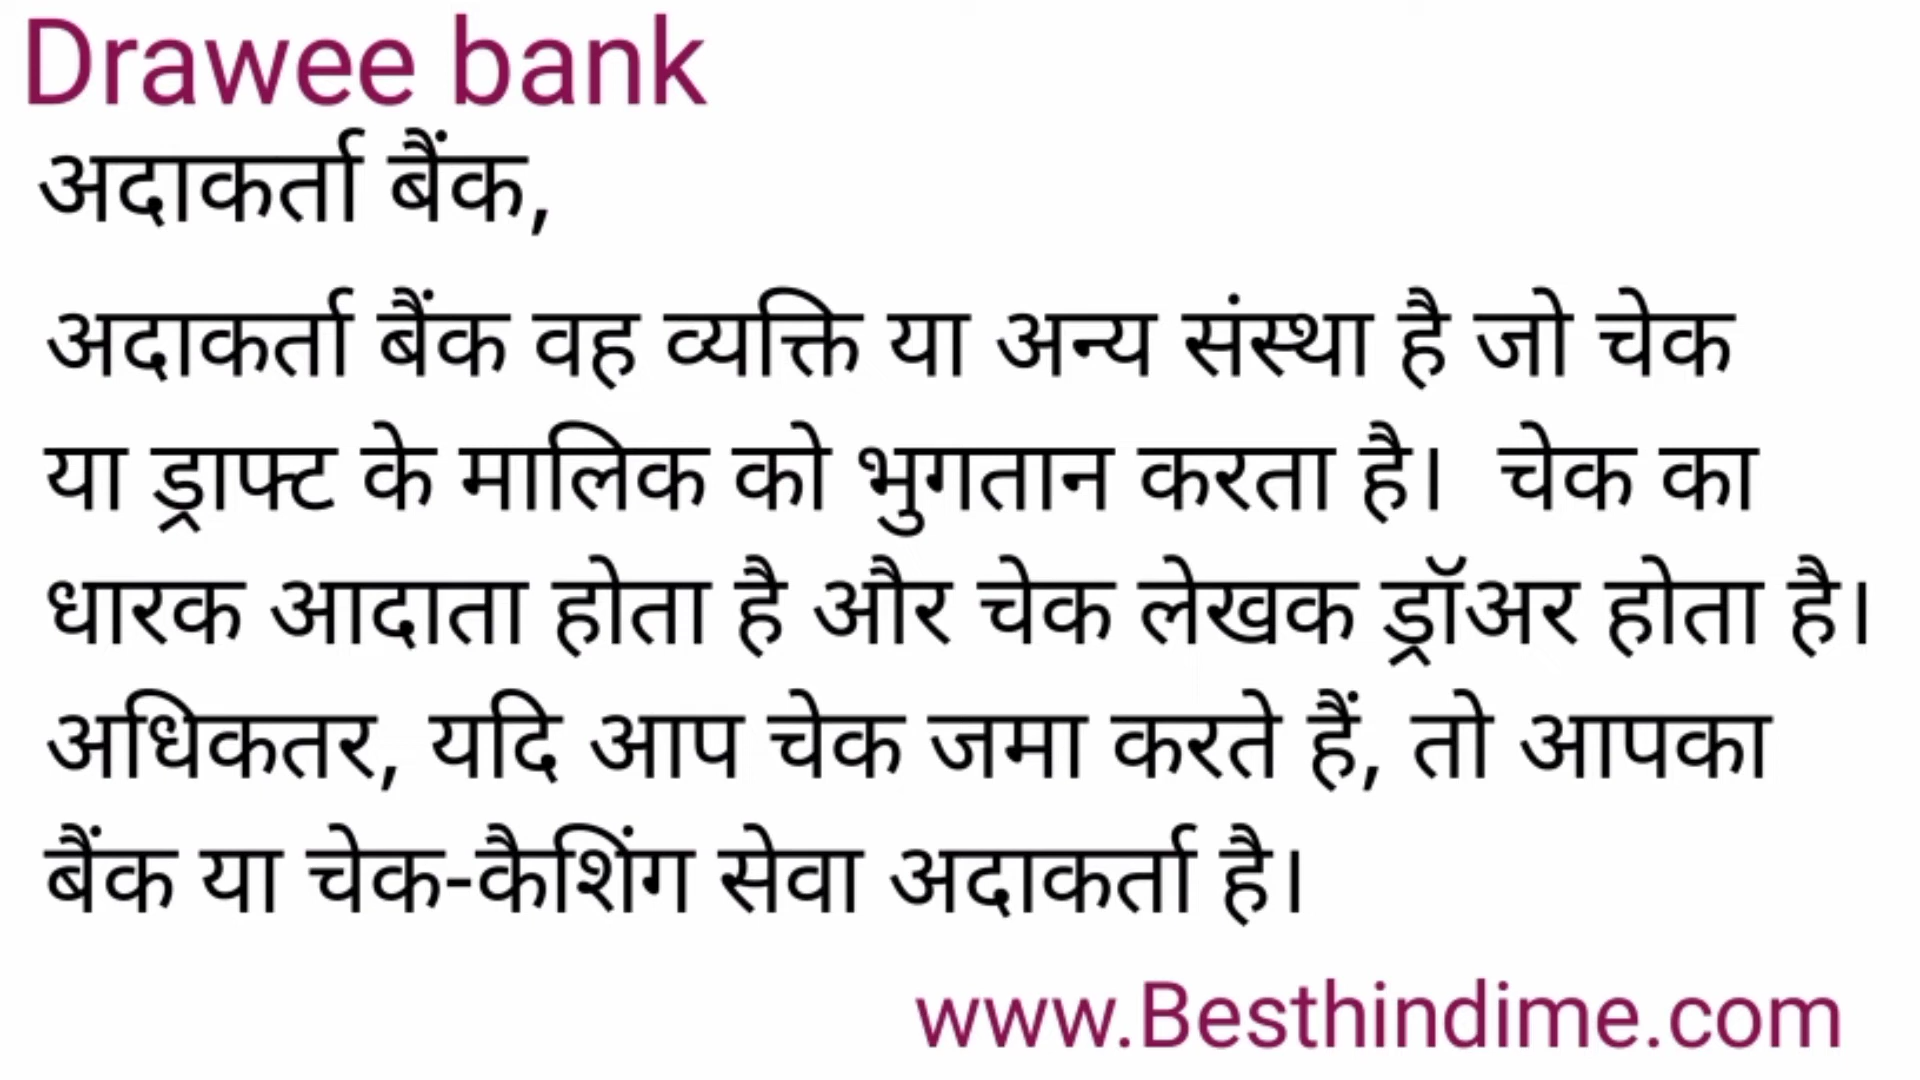 Drawee bank
अदाकर्ता बैंक,
अदाकर्ता बैंक वह व्यक्ति या अन्य संस्था है जो चेक
या ड्राफ्ट के मालिक को भुगतान करता है।  चेक का
धारक आदाता होता है और चेक लेखक ड्रॉअर होता है।
अधिकतर, यदि आप चेक जमा करते हैं, तो आपका
बैंक या चेक-कैशिंग सेवा अदाकर्ता है।
www.Besthindime.com